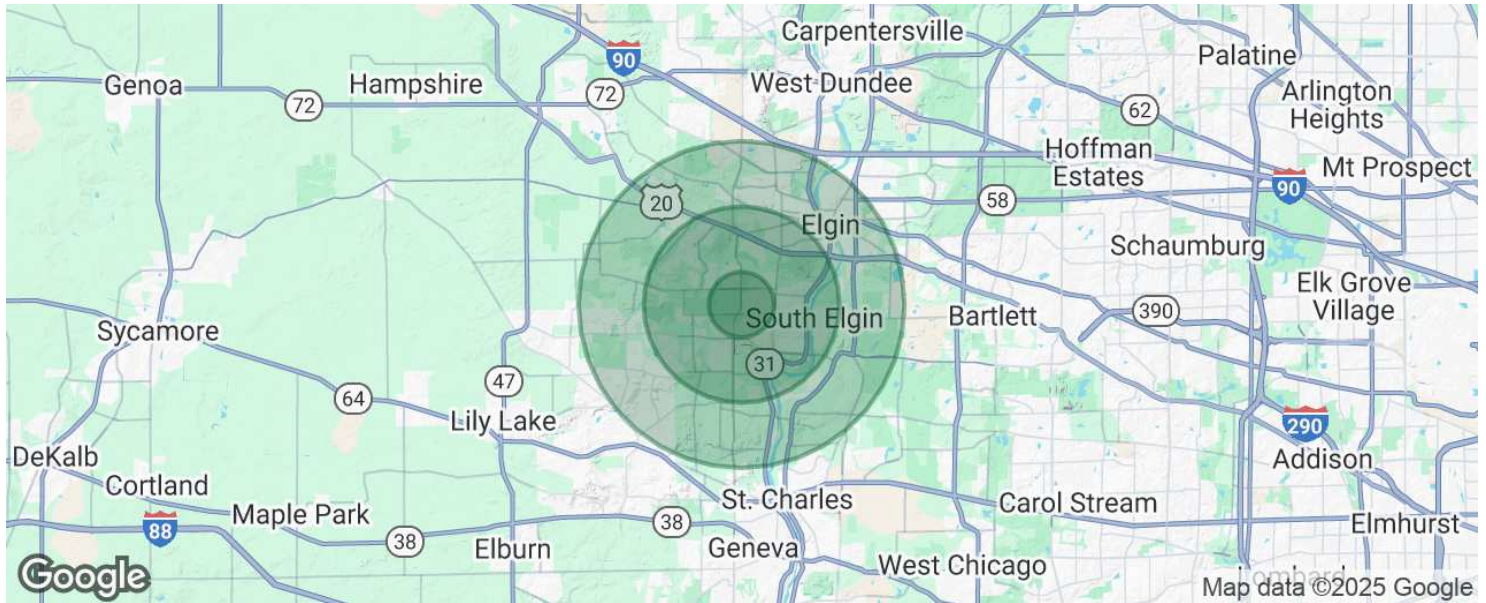 Carpentersville
Palatine
90
Genoa
Hampshire
West Dundee
72
72
62
Arlington
Heights
Hoffman
Estates
Mt Prospect
90
20
58
Elgin
Schaumburg
Elk Grove
Village
South Elgin
Bartlett
390
Sycamore
31
47
64
Lily Lake
290
DeKalb
Addison
Cortland
St. Charles
Carol Stream
Maple Park
38
88
38
Elburn
Geneva
Elmhurst
West Chicago
Google
Lombard
Map data ©2025 Google